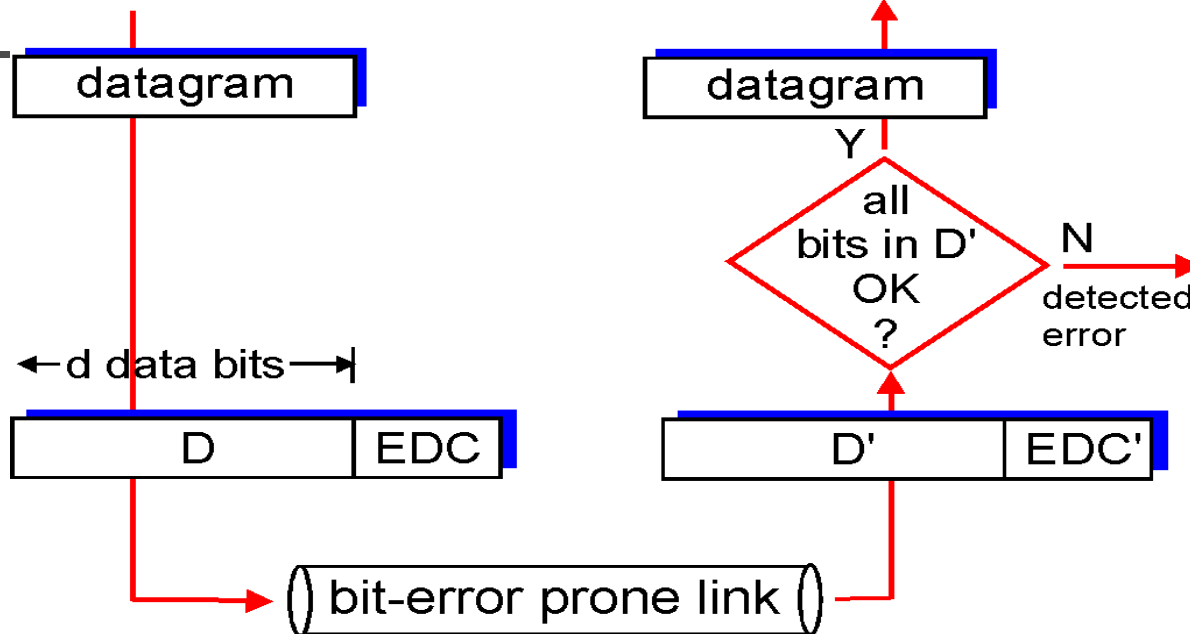 datagram
datagram
Y
all
bits in D'
OK
?
N
detected
error
d data bits
D
EDC
D'
EDC'
bit-error prone link